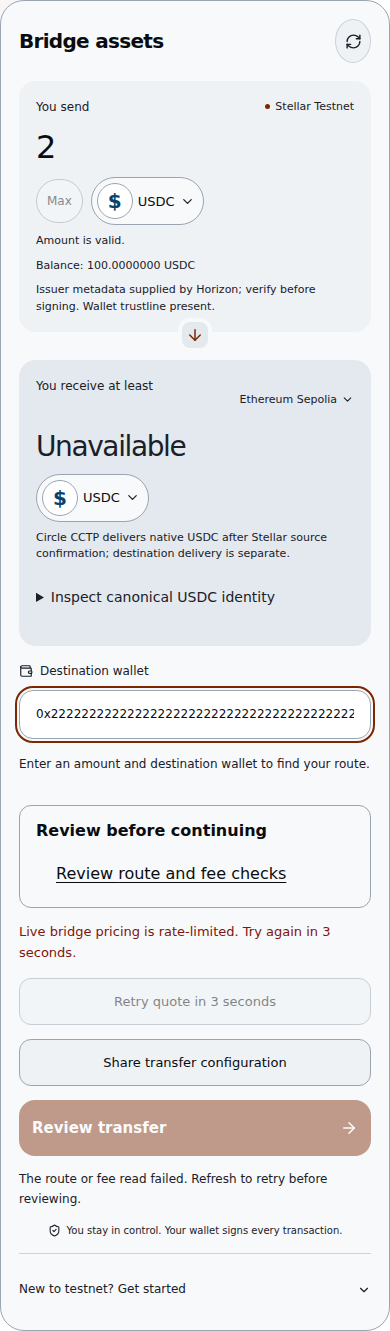 Bridge assets
You send
Stellar Testnet
2
Max
$ USDC
Amount is valid.
Balance: 100.0000000 USDC
Issuer metadata supplied by Horizon; verify before
signing. Wallet trustline present.
You receive at least
Ethereum Sepolia
Unavailable
$ USDC
Circle CCTP delivers native USDC after Stellar source
confirmation; destination delivery is separate.
Inspect canonical USDC identity
Destination wallet
0x2222222222222222222222222222222222222222
Enter an amount and destination wallet to find your route.
Review before continuing
Review route and fee checks
Live bridge pricing is rate-limited. Try again in 3
seconds.
Retry quote in 3 seconds
Share transfer configuration
Review transfer
The route or fee read failed. Refresh to retry before
reviewing.
You stay in control. Your wallet signs every transaction.
New to testnet? Get started